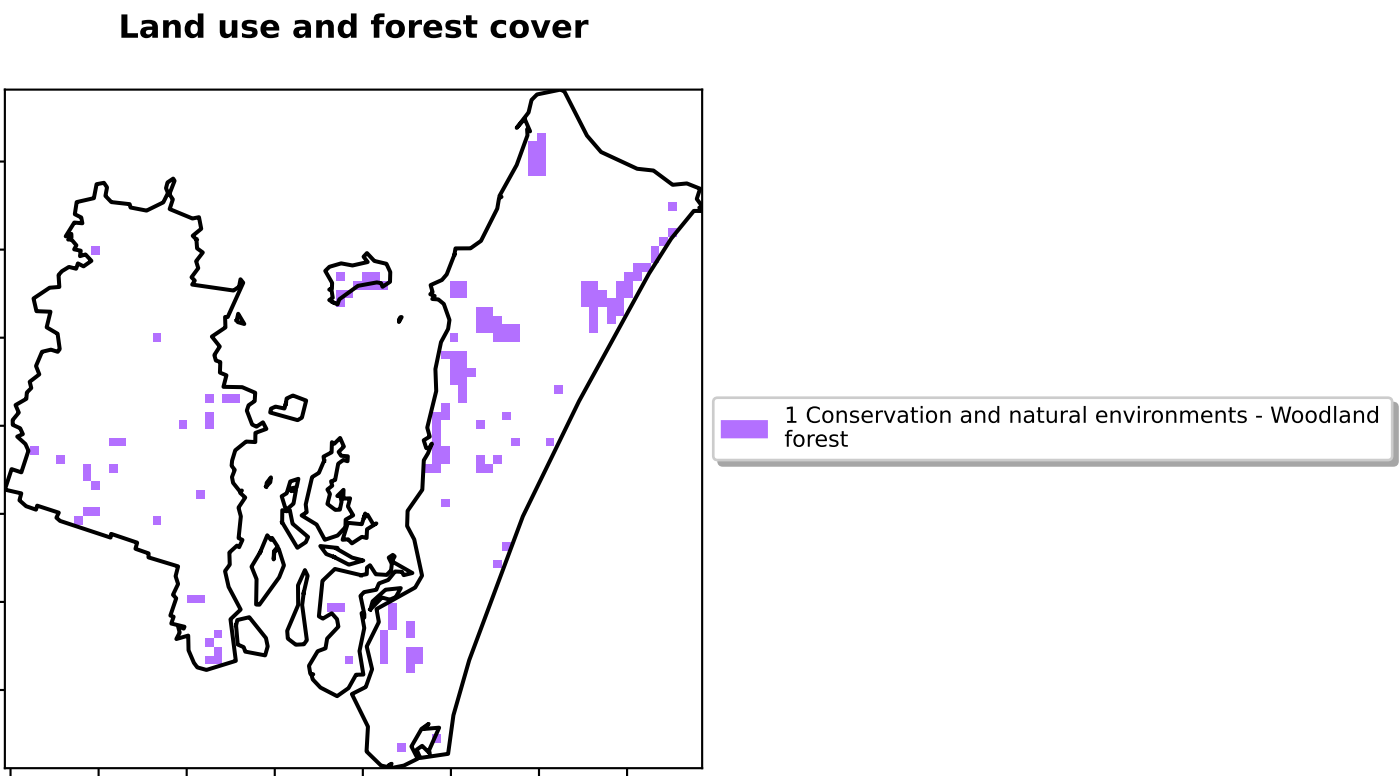 Land use and forest cover
1 Conservation and natural environments - Woodland
forest